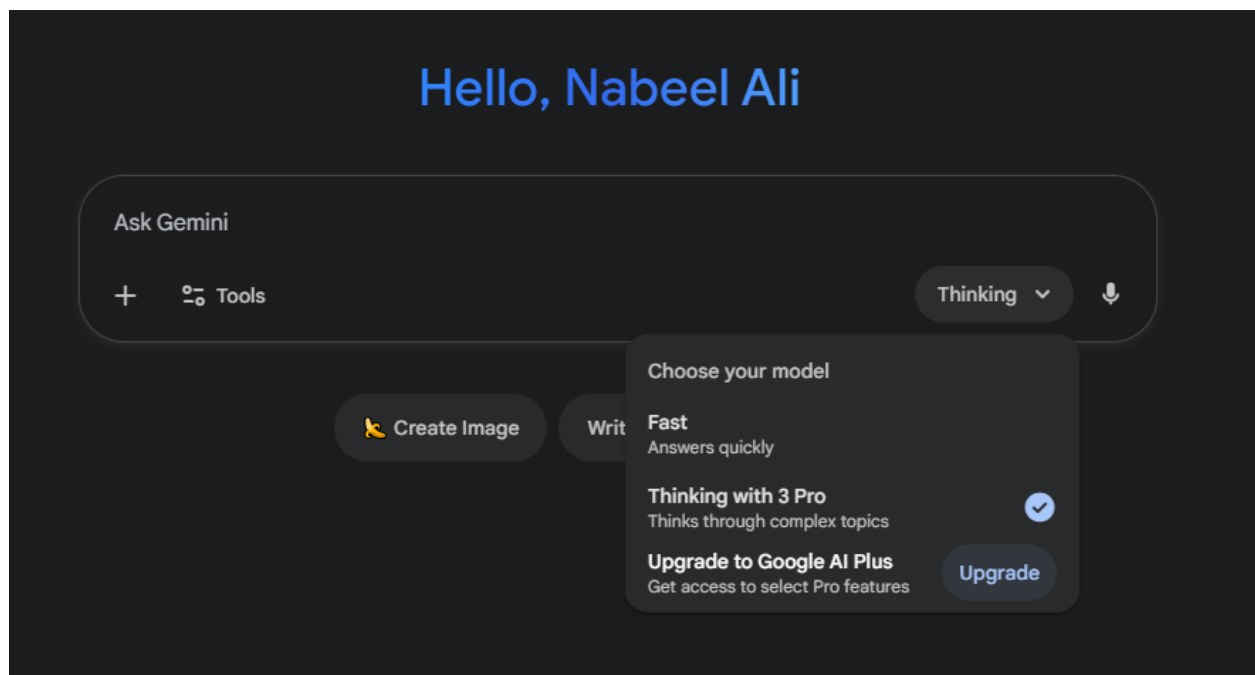 Hello, Nabeel Ali
Ask Gemini
Tools
Thinking
Choose your model
Fast
Answers quickly
Create Image
Writ
Thinking with 3 Pro
Thinks through complex topics
Upgrade to Google AI Plus
Get access to select Pro features
Upgrade